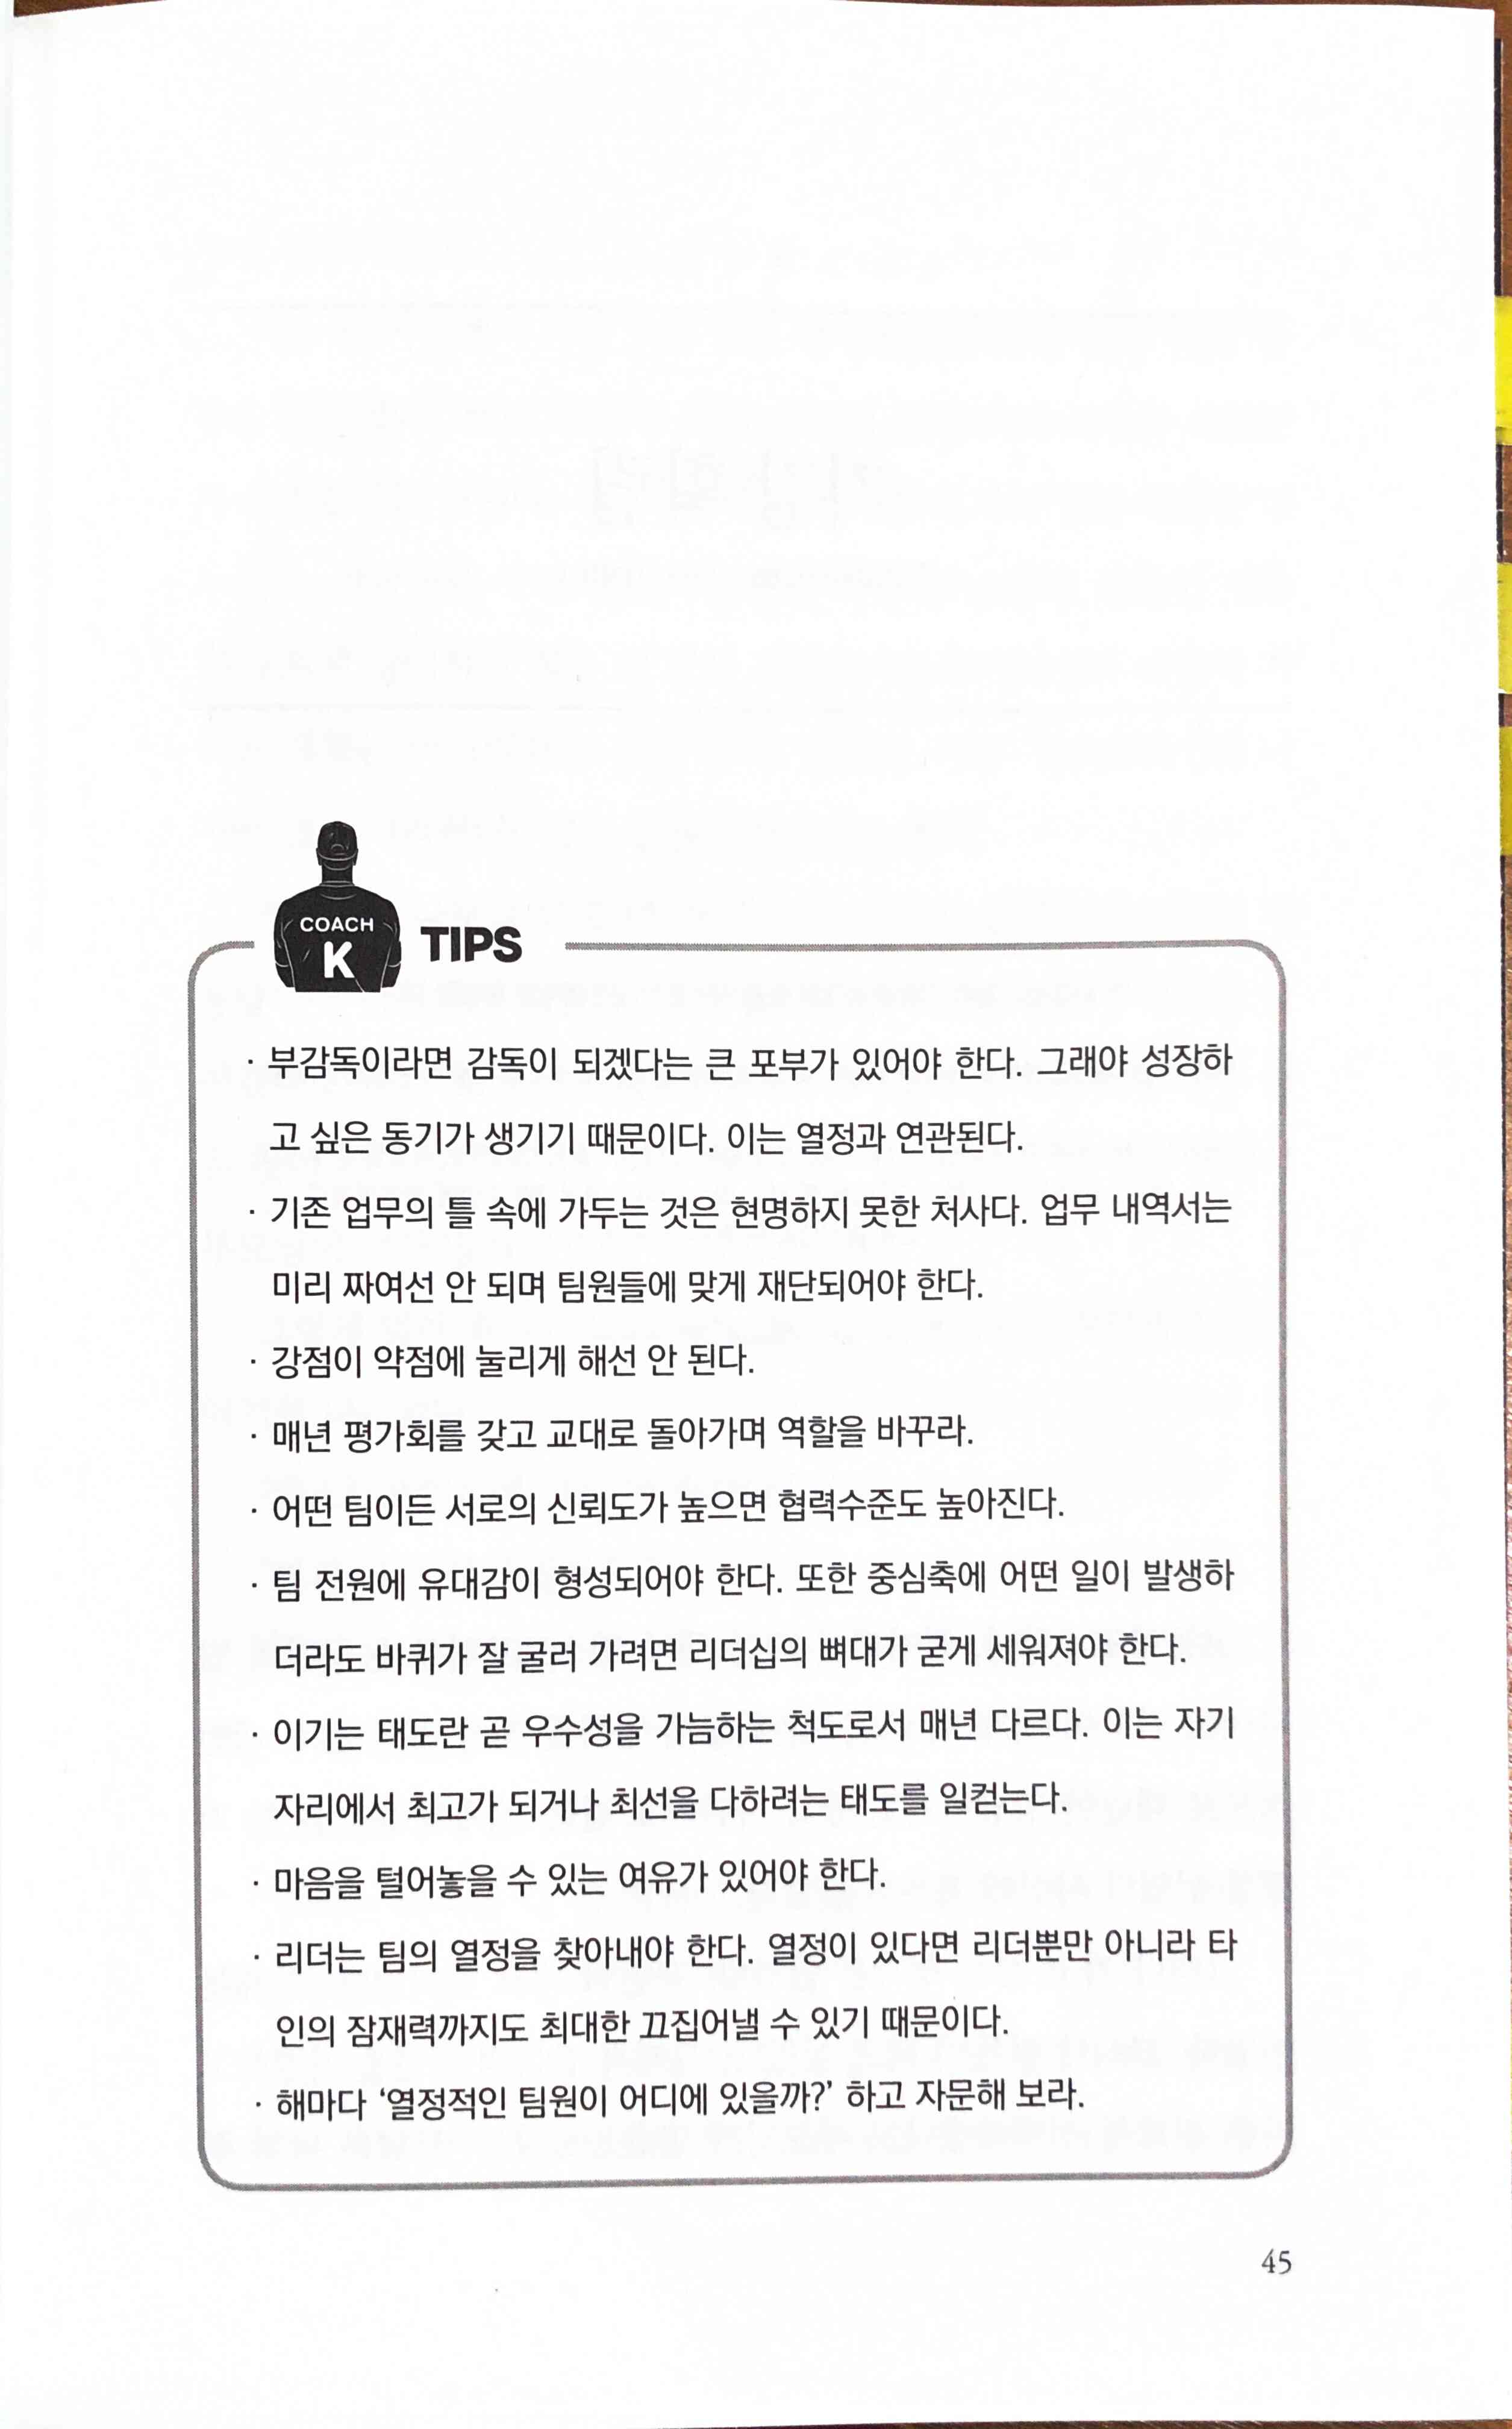 COACH
K
TIPS
· 부감독이라면 감독이 되겠다는 큰 포부가 있어야 한다. 그래야 성장하
고 싶은 동기가 생기기 때문이다. 이는 열정과 연관된다.
· 기존 업무의 틀 속에 가두는 것은 현명하지 못한 처사다. 업무 내역서는
미리 짜여선 안 되며 팀원들에 맞게 재단되어야 한다.
· 강점이 약점에 눌리게 해선 안 된다.
· 매년 평가회를 갖고 교대로 돌아가며 역할을 바꾸라.
· 어떤 팀이든 서로의 신뢰도가 높으면 협력수준도 높아진다.
· 팀 전원에 유대감이 형성되어야 한다. 또한 중심축에 어떤 일이 발생하
더라도 바퀴가 잘 굴러 가려면 리더십의 뼈대가 굳게 세워져야 한다.
· 이기는 태도란 곧 우수성을 가늠하는 척도로서 매년 다르다. 이는 자기
자리에서 최고가 되거나 최선을 다하려는 태도를 일컫는다.
· 마음을 털어놓을 수 있는 여유가 있어야 한다.
· 리더는 팀의 열정을 찾아내야 한다. 열정이 있다면 리더뿐만 아니라 타
인의 잠재력까지도 최대한 끄집어낼 수 있기 때문이다.
· 해마다 ‘열정적인 팀원이 어디에 있을까?’ 하고 자문해 보라.
45